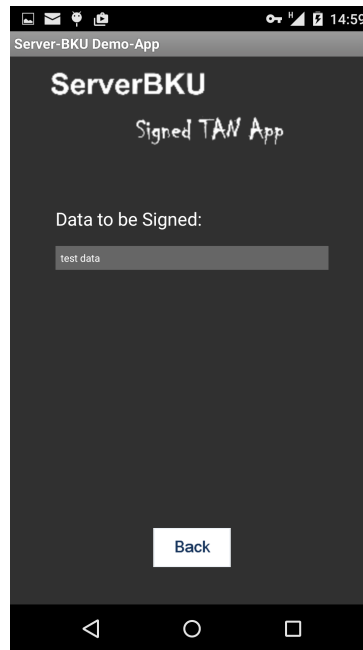 H 14:59
Server-BKU Demo-App
ServerBKU
Signed TAN App
Data to be Signed:
test data
Back